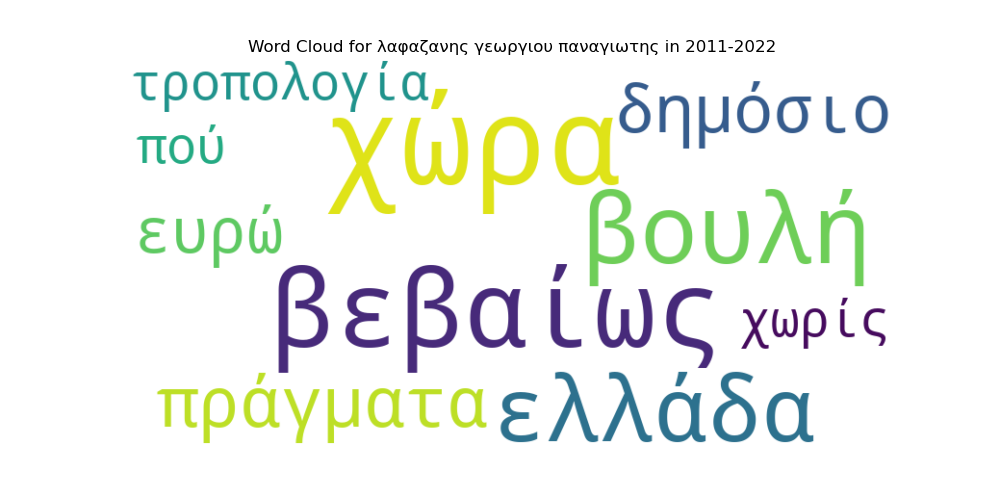 Word Cloud for λαφαζανης γεωργιου παναγιωτης in 2011-2022
τροπολογία
χώρα
δημόσιο
πού
ευρώ
βουλή
βεβαίως
χωρίς
πράγματα
ελλάδα